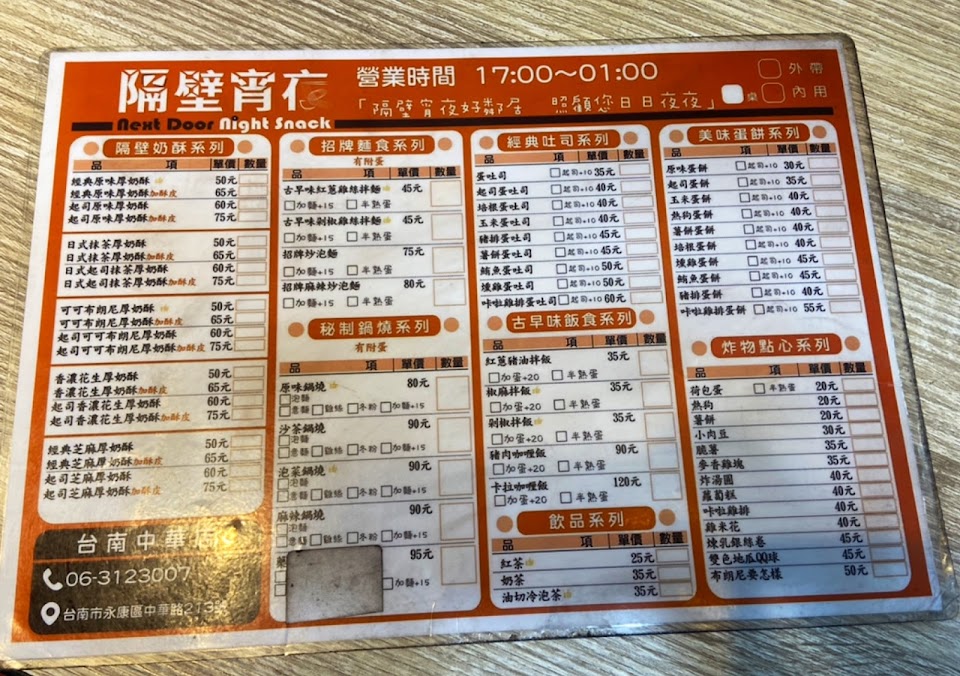 隔壁宵夜
Next Door Night Snack
營業時間 17:00～01:00
「隔壁宵夜好鄰居 照顧您日日夜夜」
桌
外帶
內用
隔壁奶酥系列
品 項 單價 數量
經典原味厚奶酥 50元
經典原味厚奶酥加酥皮 65元
起司原味厚奶酥 60元
起司原味厚奶酥加酥皮 75元
日式抹茶厚奶酥 50元
日式抹茶厚奶酥加酥皮 65元
日式起司抹茶厚奶酥 60元
日式起司抹茶厚奶酥加酥皮 75元
可可布朗尼厚奶酥 50元
可可布朗尼厚奶酥加酥皮 65元
起司可可布朗尼厚奶酥 60元
起司可可布朗尼厚奶酥加酥皮 75元
香濃花生厚奶酥 50元
香濃花生厚奶酥加酥皮 65元
起司香濃花生厚奶酥 60元
起司香濃花生厚奶酥加酥皮 75元
經典芝麻厚奶酥 50元
經典芝麻厚奶酥加酥皮 65元
起司芝麻厚奶酥 60元
起司芝麻厚奶酥加酥皮 75元
台南中華店
06-3123007
台南市永康區中華路213號
招牌麵食系列
有附蛋
品 項 單價 數量
古早味紅蔥雞絲拌麵 45元
加麵+15 半熟蛋
古早味剁椒雞絲拌麵 45元
加麵+15 半熟蛋
招牌炒泡麵 75元
加麵+15 半熟蛋
招牌麻辣炒泡麵 80元
加麵+15 半熟蛋
秘制鍋燒系列
有附蛋
品 項 單價 數量
原味鍋燒 80元
泡麵
意麵 雞絲 冬粉 加麵+15
沙茶鍋燒 90元
泡麵
意麵 雞絲 冬粉 加麵+15
泡菜鍋燒 90元
泡麵
意麵 雞絲 冬粉 加麵+15
麻辣鍋燒 90元
泡麵
意麵 雞絲 冬粉 加麵+15
95元
加麵+15
經典吐司系列
品 項 單價 數量
蛋吐司 起司+10 35元
起司蛋吐司 起司+10 40元
培根蛋吐司 起司+10 40元
玉米蛋吐司 起司+10 40元
豬排蛋吐司 起司+10 45元
薯餅蛋吐司 起司+10 45元
鮪魚蛋吐司 起司+10 50元
燻雞蛋吐司 起司+10 50元
咔啦雞排蛋吐司 起司+10 60元
古早味飯食系列
品 項 單價 數量
紅蔥豬油拌飯 35元
加蛋+20 半熟蛋
椒麻拌飯 35元
加蛋+20 半熟蛋
剁椒拌飯 35元
加蛋+20 半熟蛋
豬肉咖哩飯 90元
加蛋+20 半熟蛋
卡拉咖哩飯 120元
加蛋+20 半熟蛋
飲品系列
品 項 單價 數量
紅茶 25元
奶茶 35元
油切冷泡茶 35元
美味蛋餅系列
品 項 單價 數量
原味蛋餅 起司+10 30元
起司蛋餅 起司+10 35元
玉米蛋餅 起司+10 40元
熱狗蛋餅 起司+10 40元
薯餅蛋餅 起司+10 40元
培根蛋餅 起司+10 40元
燻雞蛋餅 起司+10 45元
鮪魚蛋餅 起司+10 45元
豬排蛋餅 起司+10 40元
咔啦雞排蛋餅 起司+10 55元
炸物點心系列
品 項 單價 數量
荷包蛋 半熟蛋 20元
熱狗 20元
薯餅 20元
小肉豆 30元
脆薯 35元
麥香雞塊 35元
炸湯圓 40元
蘿蔔糕 40元
咔啦雞排 40元
雞米花 40元
煉乳銀絲卷 45元
雙色地瓜QQ球 45元
布朗尼要怎樣 50元